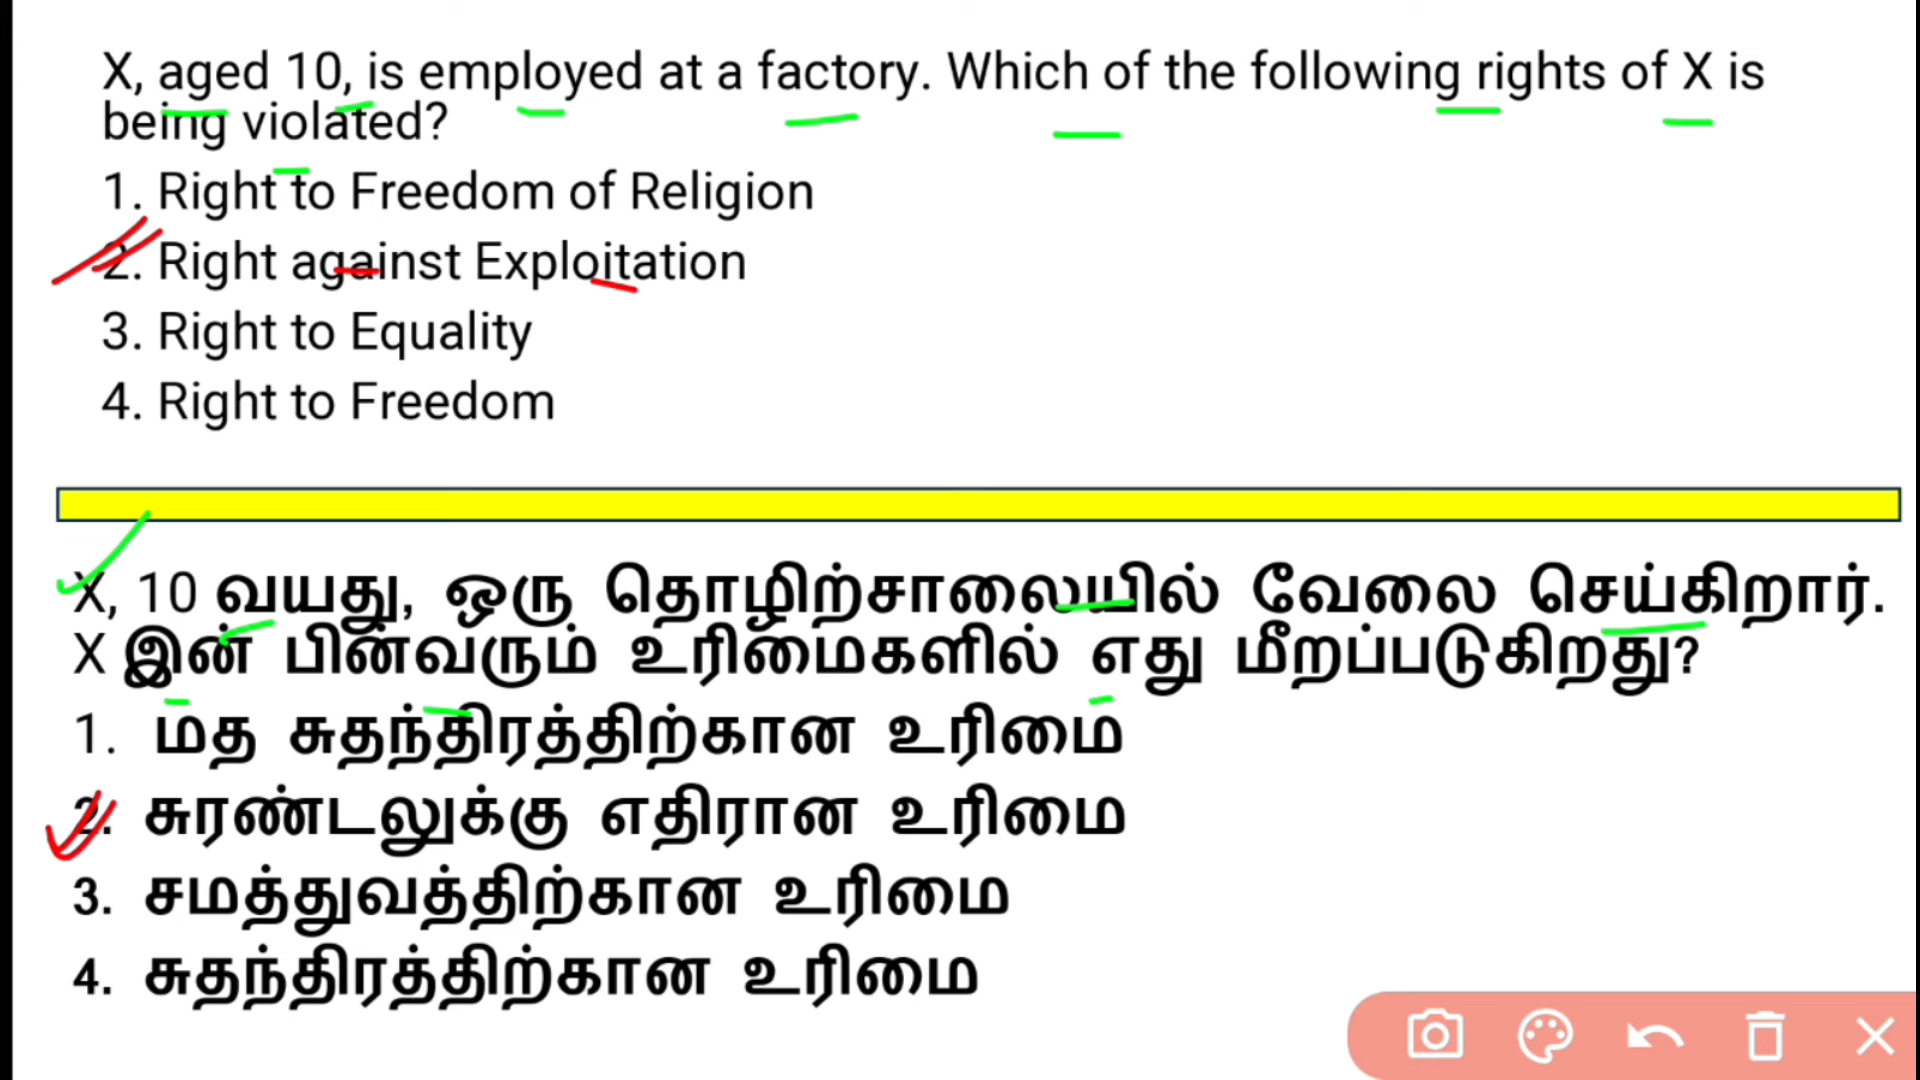 X, aged 10, is employed at a factory. Which of the following rights of X is
being violated?
1. Right to Freedom of Religion
2. Right against Exploitation
3. Right to Equality
4. Right to Freedom
X, 10 வயது, ஒரு தொழிற்சாலையில் வேலை செய்கிறார்.
X இன் பின்வரும் உரிமைகளில் எது மீறப்படுகிறது?
1. மத சுதந்திரத்திற்கான உரிமை
2. சுரண்டலுக்கு எதிரான உரிமை
3. சமத்துவத்திற்கான உரிமை
4. சுதந்திரத்திற்கான உரிமை